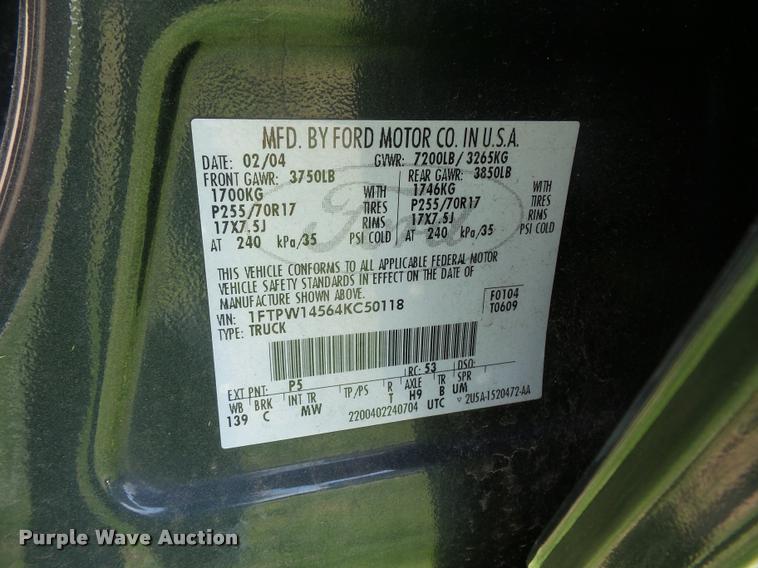 MFD. BY FORD MOTOR CO. IN U.S.A.
DATE: 02/04 GVWR: 7200LB/ 3265KG
FRONT GAWR: 3750LB REAR GAWR: 3850LB
1700KG WITH 1746KG WITH
P255/70R17 TIRES P255/70R17 TIRES
17X7.5J RIMS 17X7.5J RIMS
AT 240 kPa/35 PSI COLD AT 240 kPa/35 PSI COLD
Ford
THIS VEHICLE CONFORMS TO ALL APPLICABLE FEDERAL MOTOR
VEHICLE SAFETY STANDARDS IN EFFECT ON THE DATE OF
MANUFACTURE SHOWN ABOVE.
VIN: 1FTPW14564KC50118 F0104
TYPE: TRUCK T0609
EXT PNT: P5 RC: 53 DSO:
WB BRK INT TR TP/PS R AXLE TR SPR
139 C MW T H9 B UM
2200402240704 UTC 2U5A-1520472-AA
Purple Wave Auction